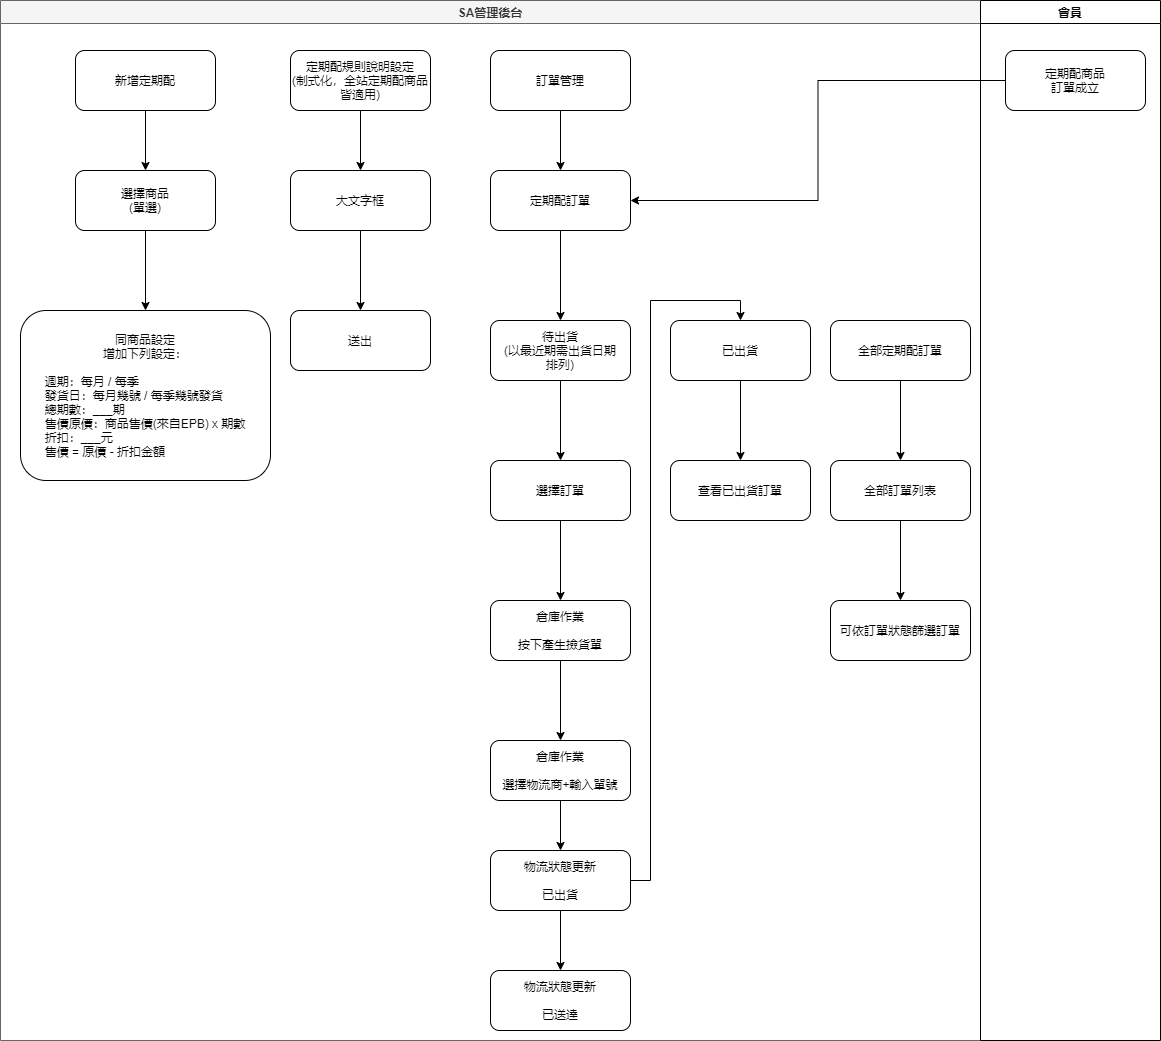 SA管理後台
會員
新增定期配
定期配規則說明設定
(制式化，全站定期配商品
皆適用)
訂單管理
定期配商品
訂單成立
選擇商品
(單選)
大文字框
定期配訂單
同商品設定
增加下列設定：
週期：每月 / 每季
發貨日：每月幾號 / 每季幾號發貨
總期數：___期
售價原價：商品售價(來自EPB) x 期數
折扣：___元
售價 = 原價 - 折扣金額
送出
待出貨
(以最近期需出貨日期
排列)
已出貨
全部定期配訂單
選擇訂單
查看已出貨訂單
全部訂單列表
倉庫作業
按下產生撿貨單
可依訂單狀態篩選訂單
倉庫作業
選擇物流商+輸入單號
物流狀態更新
已出貨
物流狀態更新
已送達